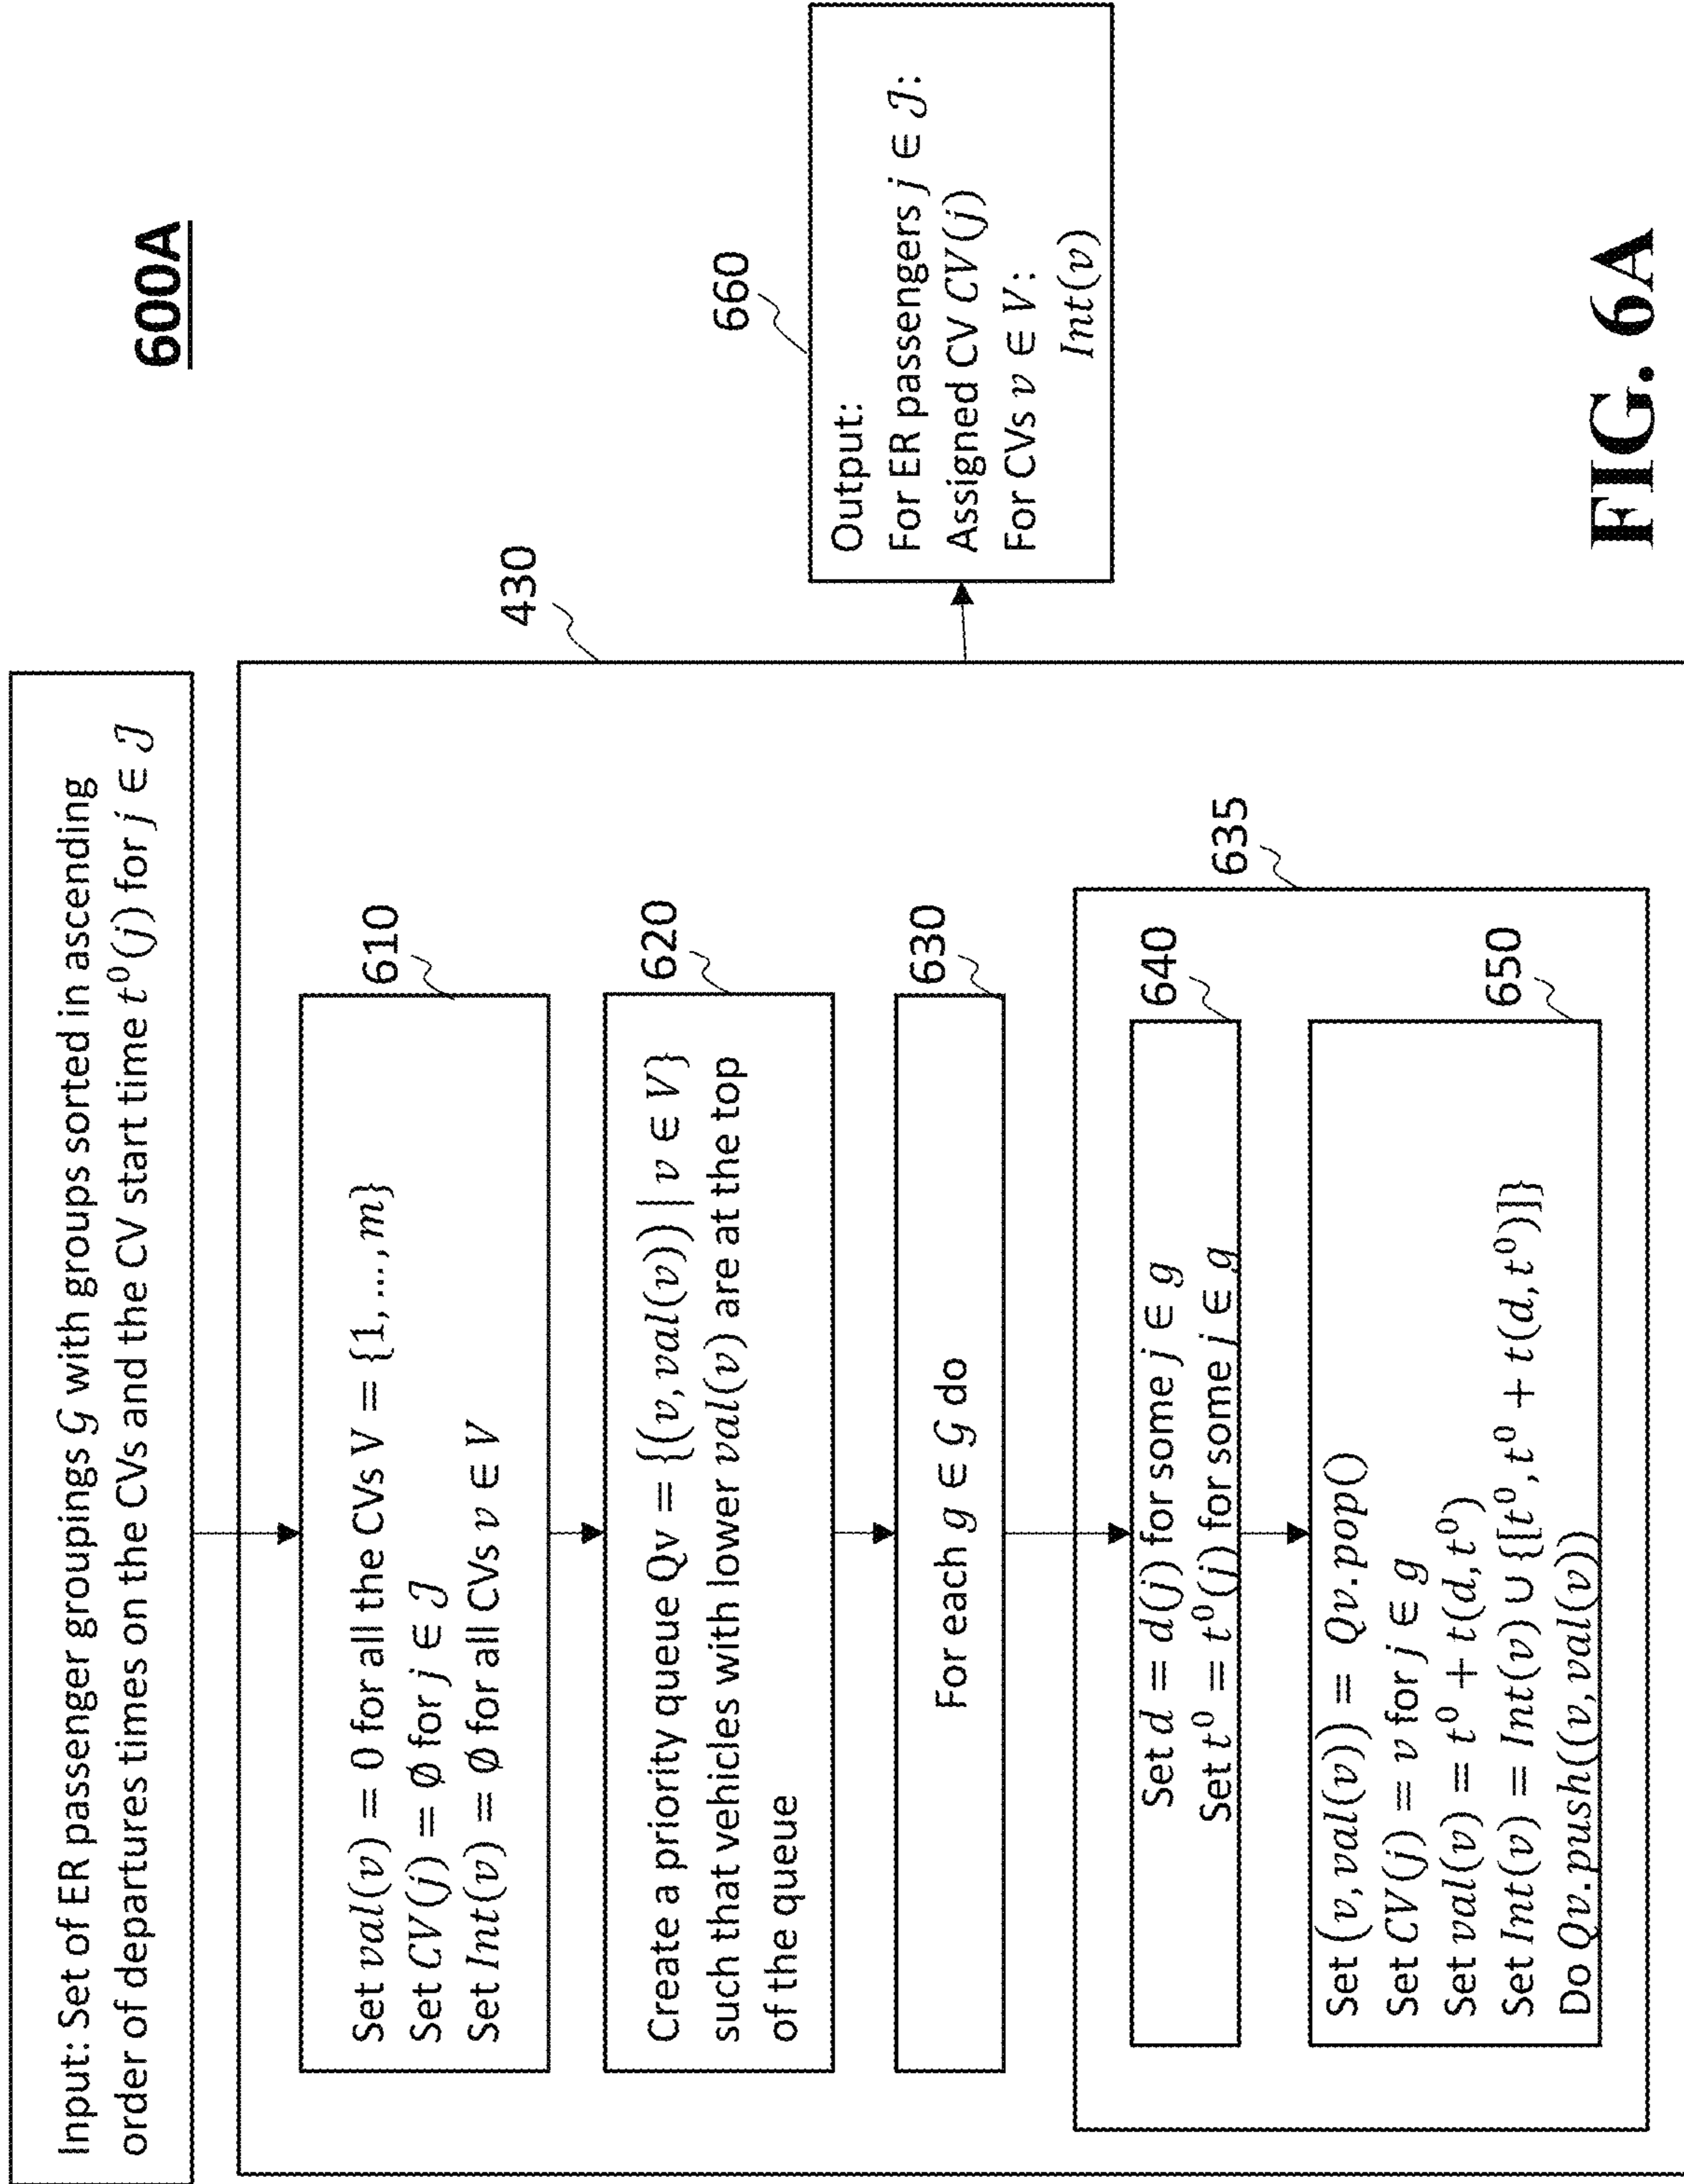 600A
Input: Set of ER passenger groupings 𝒢 with groups sorted in ascending
order of departures times on the CVs and the CV start time t⁰(j) for j ∈ 𝒥
430
610
Set val(v) = 0 for all the CVs V = {1, ..., m}
Set CV(j) = ∅ for j ∈ 𝒥
Set Int(v) = ∅ for all CVs v ∈ V
620
Create a priority queue Qv = {(v, val(v)) | v ∈ V}
such that vehicles with lower val(v) are at the top
of the queue
630
For each g ∈ 𝒢 do
635
640
Set d = d(j) for some j ∈ g
Set t⁰ = t⁰(j) for some j ∈ g
650
Set (v, val(v)) = Qv.pop()
Set CV(j) = v for j ∈ g
Set val(v) = t⁰ + t(d, t⁰)
Set Int(v) = Int(v) ∪ {[t⁰, t⁰ + t(d, t⁰)]}
Do Qv.push((v, val(v))
660
Output:
For ER passengers j ∈ 𝒥:
Assigned CV CV(j)
For CVs v ∈ V:
Int(v)
FIG. 6A